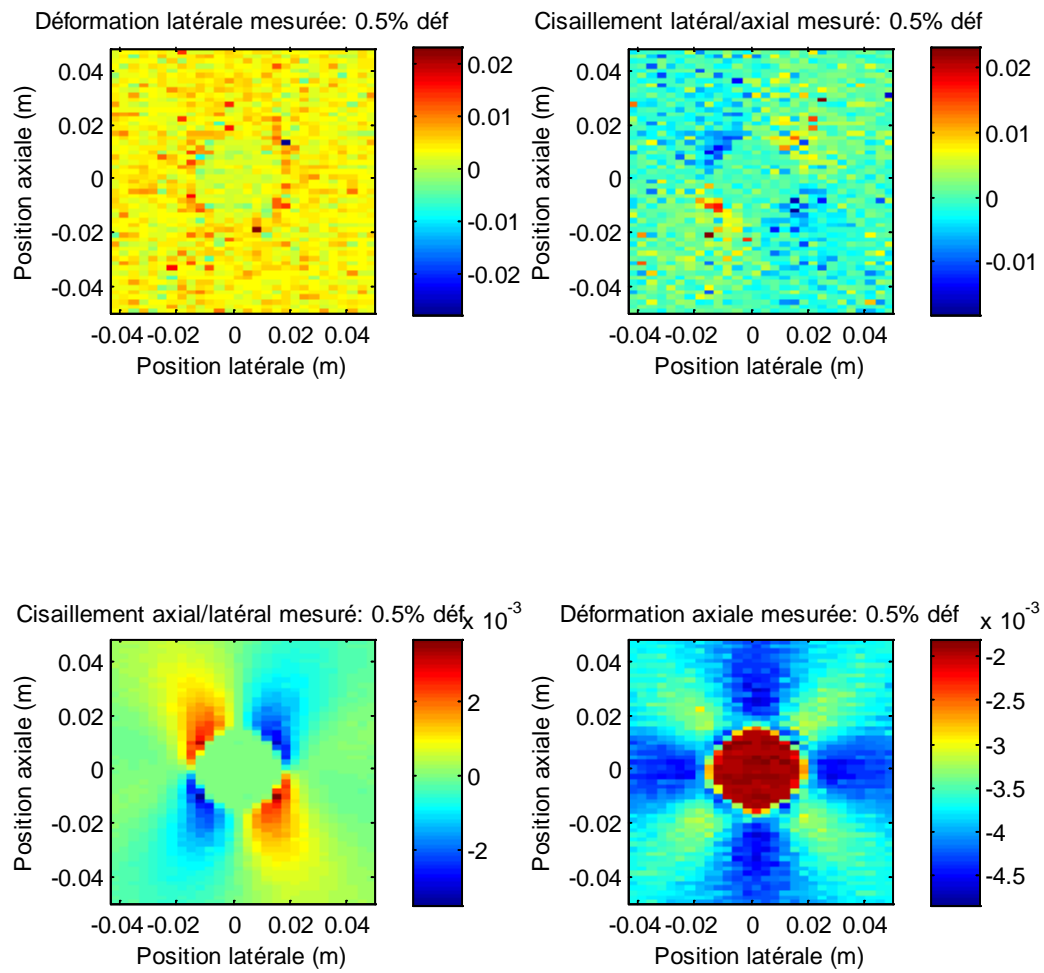 Déformation latérale mesurée: 0.5% déf
Position axiale (m)
0.04
0.02
0
-0.02
-0.04
-0.04 -0.02 0 0.02 0.04
Position latérale (m)
0.02
0.01
0
-0.01
-0.02
Cisaillement latéral/axial mesuré: 0.5% déf
Position axiale (m)
0.04
0.02
0
-0.02
-0.04
-0.04 -0.02 0 0.02 0.04
Position latérale (m)
0.02
0.01
0
-0.01
Cisaillement axial/latéral mesuré: 0.5% déf
x 10^-3
Position axiale (m)
0.04
0.02
0
-0.02
-0.04
-0.04 -0.02 0 0.02 0.04
Position latérale (m)
2
0
-2
Déformation axiale mesurée: 0.5% déf
x 10^-3
Position axiale (m)
0.04
0.02
0
-0.02
-0.04
-0.04 -0.02 0 0.02 0.04
Position latérale (m)
-2
-2.5
-3
-3.5
-4
-4.5